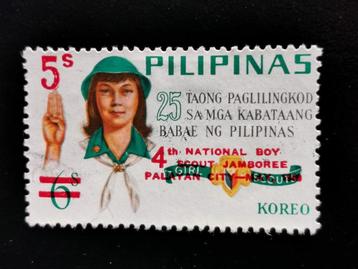 5s PILIPINAS
25 TAONG PAGLILINGKOD
SA MGA KABATAANG
BABAE NG PILIPINAS
4th NATIONAL BOY
SCOUT JAMBOREE
PALAYAN CITY
GIRL SCOUTS
6s
KOREO